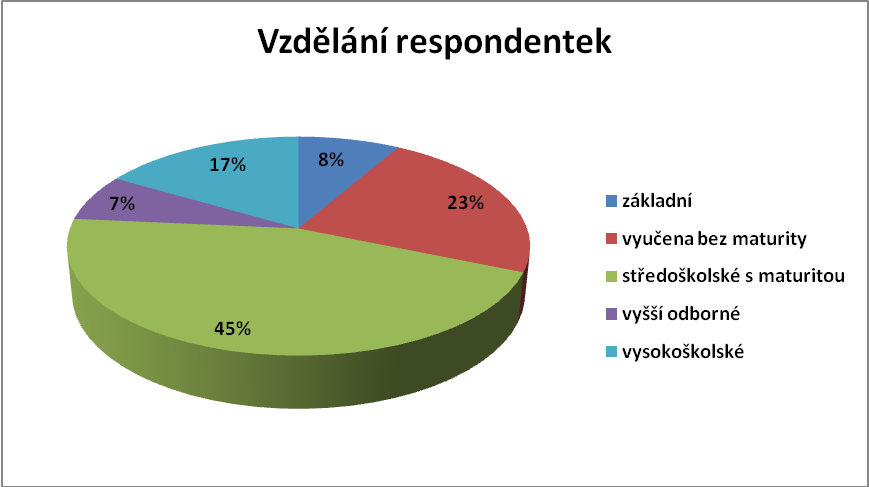 Vzdělání respondentek
8%
23%
45%
7%
17%
základní
vyučena bez maturity
středoškolské s maturitou
vyšší odborné
vysokoškolské